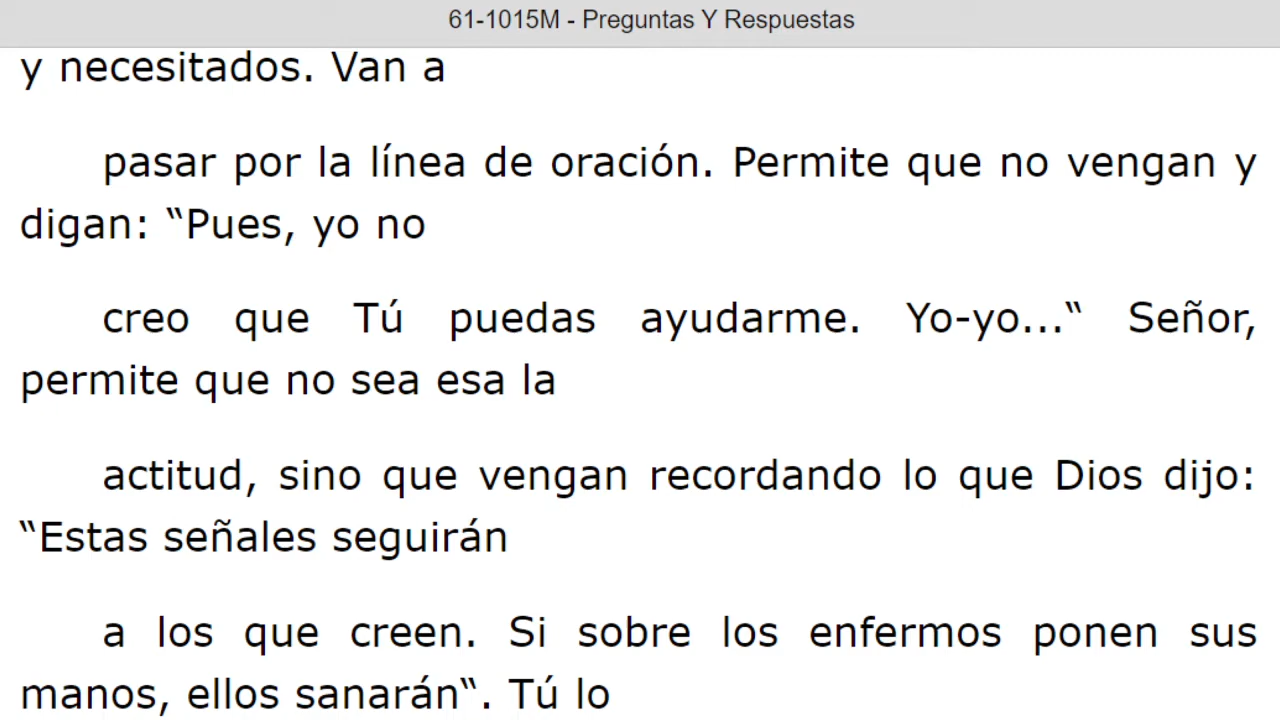 61-1015M - Preguntas Y Respuestas
y necesitados. Van a
pasar por la línea de oración. Permite que no vengan y
digan: “Pues, yo no
creo que Tú puedas ayudarme. Yo-yo...“ Señor,
permite que no sea esa la
actitud, sino que vengan recordando lo que Dios dijo:
“Estas señales seguirán
a los que creen. Si sobre los enfermos ponen sus
manos, ellos sanarán“. Tú lo